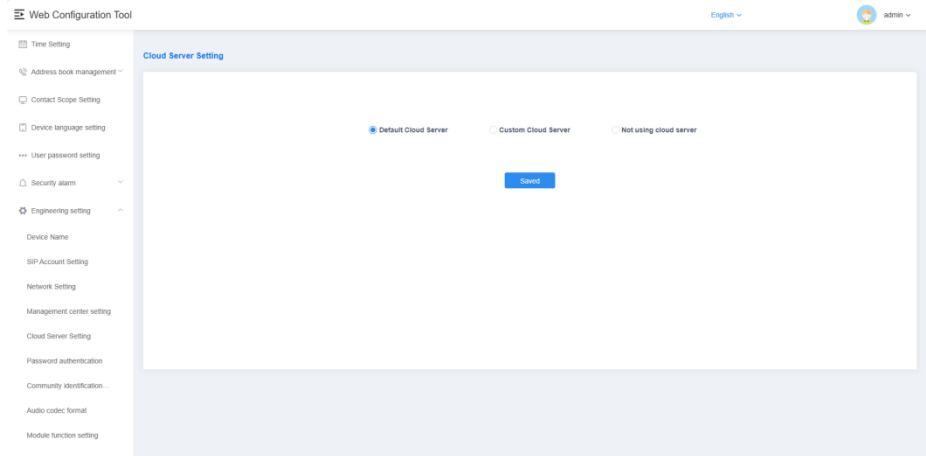 Web Configuration Tool
English
admin
Time Setting
Address book management
Contact Scope Setting
Device language setting
User password setting
Security alarm
Engineering setting
Device Name
SIP Account Setting
Network Setting
Management center setting
Cloud Server Setting
Password authentication
Community identification...
Audio codec format
Module function setting
Cloud Server Setting
Default Cloud Server Custom Cloud Server Not using cloud server
Saved